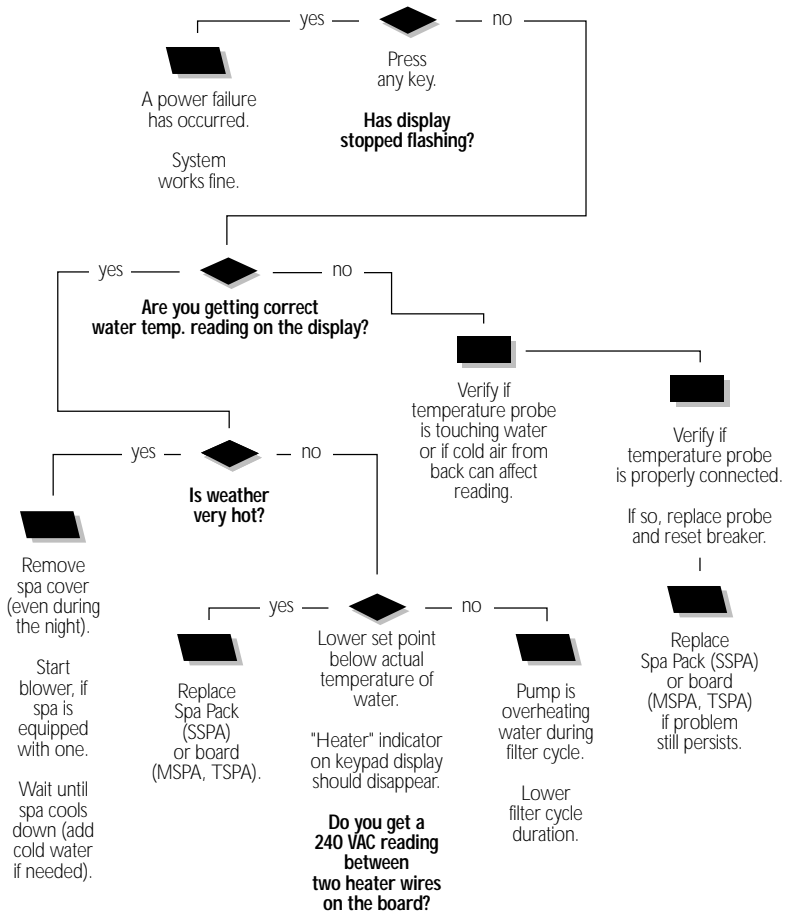 yes
no
Press
any key.
Has display
stopped flashing?
A power failure
has occurred.
System
works fine.
yes
no
Are you getting correct
water temp. reading on the display?
Verify if
temperature probe
is touching water
or if cold air from
back can affect
reading.
Verify if
temperature probe
is properly connected.
If so, replace probe
and reset breaker.
Replace
Spa Pack (SSPA)
or board
(MSPA, TSPA)
if problem
still persists.
yes
no
Is weather
very hot?
Remove
spa cover
(even during
the night).
Start
blower, if
spa is
equipped
with one.
Wait until
spa cools
down (add
cold water
if needed).
yes
no
Lower set point
below actual
temperature of
water.
"Heater" indicator
on keypad display
should disappear.
Do you get a
240 VAC reading
between
two heater wires
on the board?
Replace
Spa Pack
(SSPA)
or board
(MSPA, TSPA).
Pump is
overheating
water during
filter cycle.
Lower
filter cycle
duration.